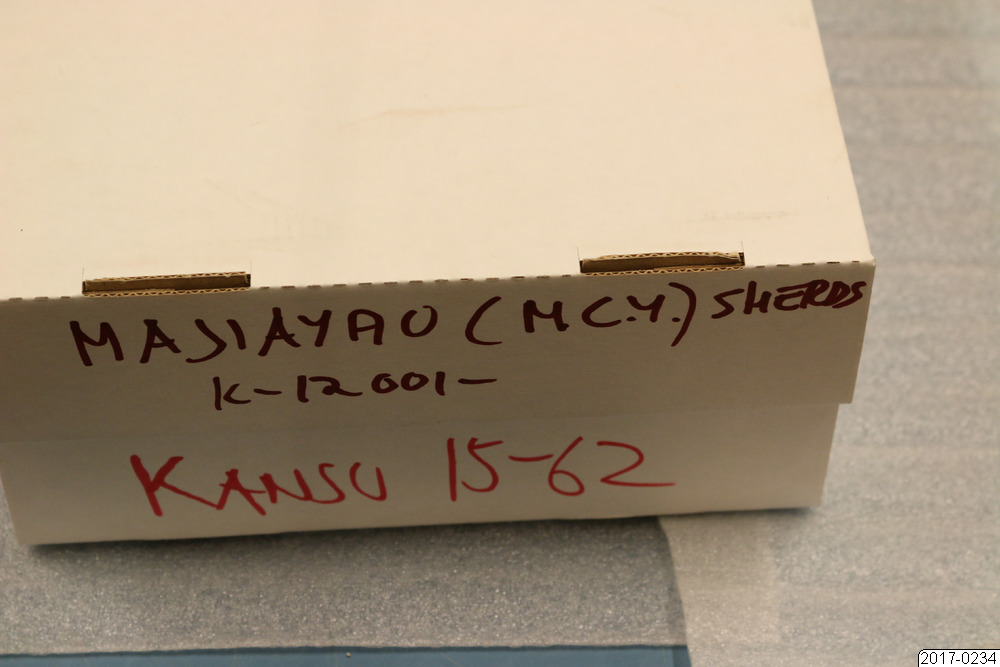 MAJIAYAO (M C.Y.) SHERDS
K-12001-
KANSU 15-62
2017-0234